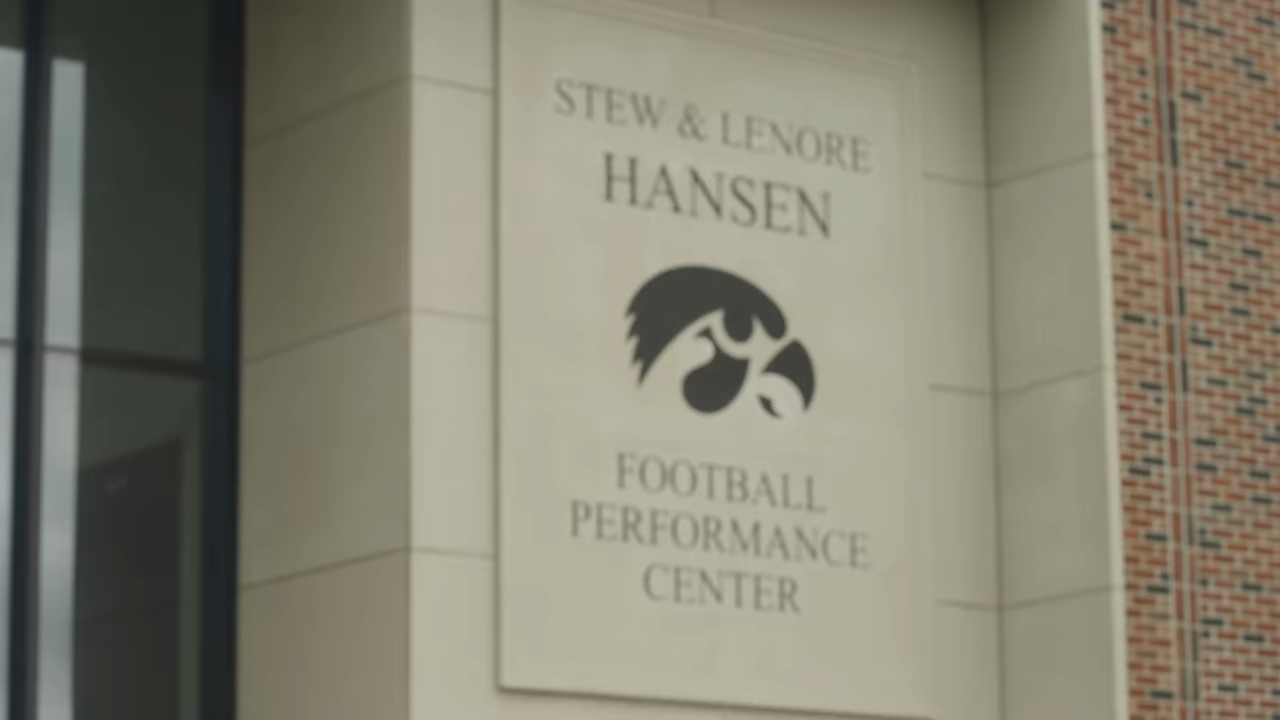 STEW & LENORE
HANSEN
FOOTBALL
PERFORMANCE
CENTER